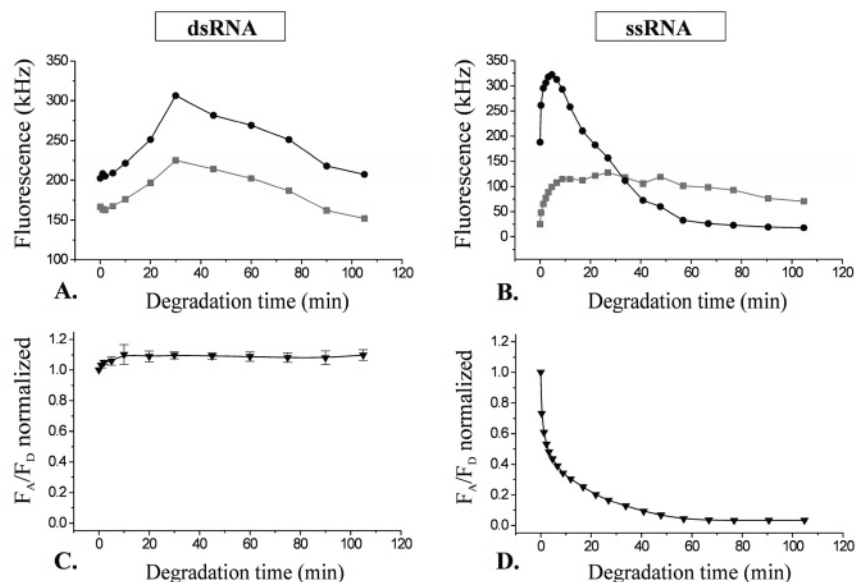 dsRNA
ssRNA
Fluorescence (kHz)
350
300
250
200
150
100
0 20 40 60 80 100 120
A.
Degradation time (min)
Fluorescence (kHz)
350
300
250
200
150
100
50
0
0 20 40 60 80 100 120
B.
Degradation time (min)
F_A/F_D normalized
1.2
1.0
0.8
0.6
0.4
0.2
0.0
0 20 40 60 80 100 120
C.
Degradation time (min)
F_A/F_D normalized
1.2
1.0
0.8
0.6
0.4
0.2
0.0
0 20 40 60 80 100 120
D.
Degradation time (min)